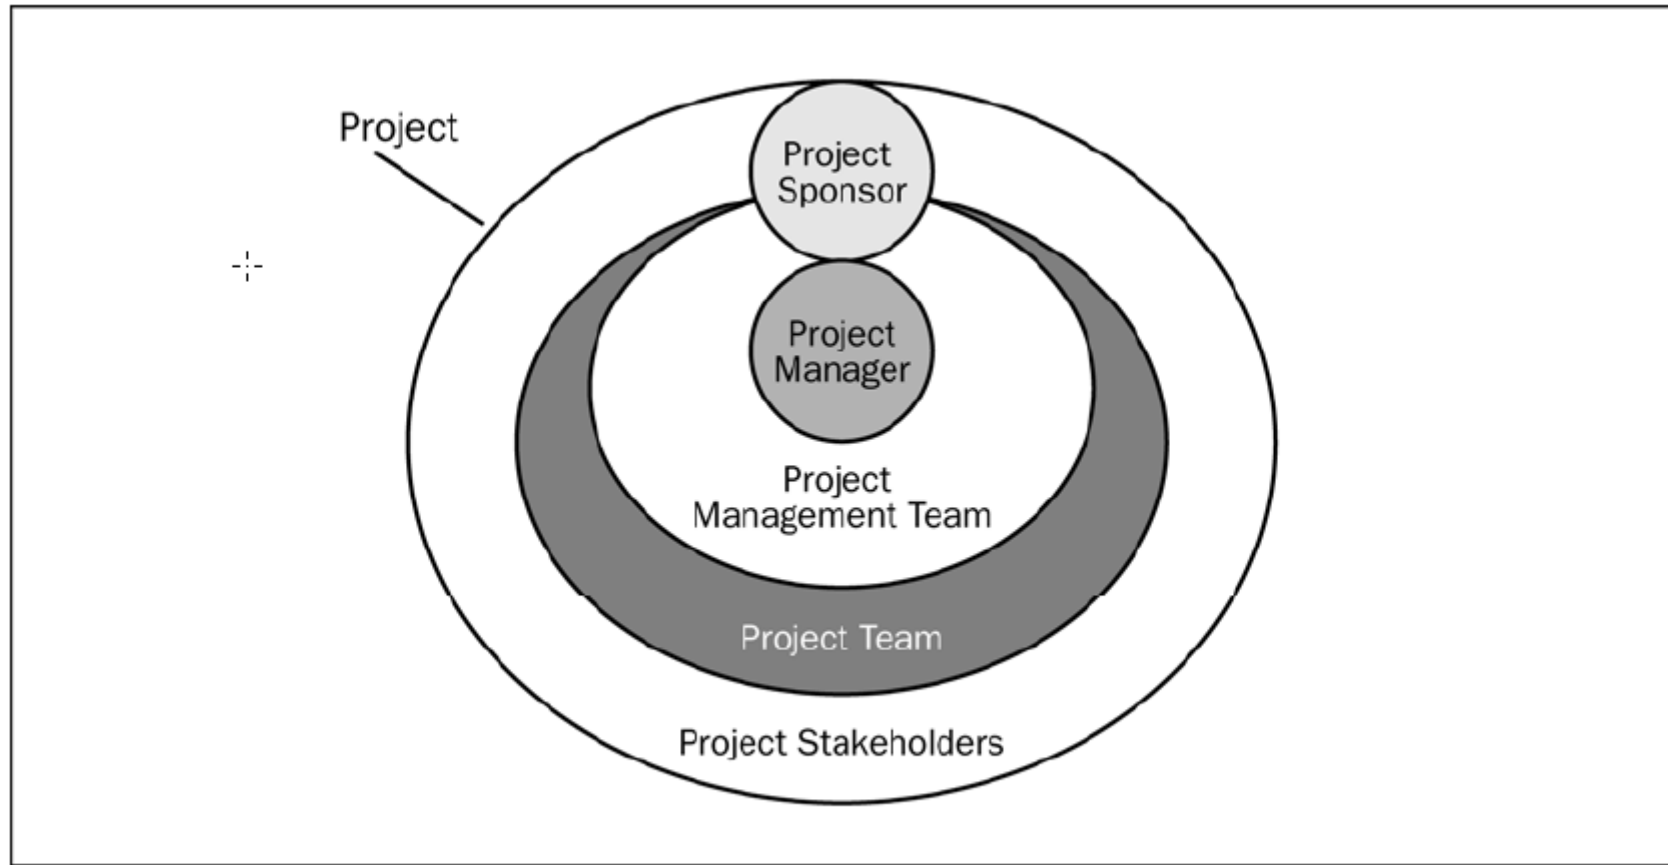 Project
Project
Sponsor
Project
Manager
Project
Management Team
Project Team
Project Stakeholders